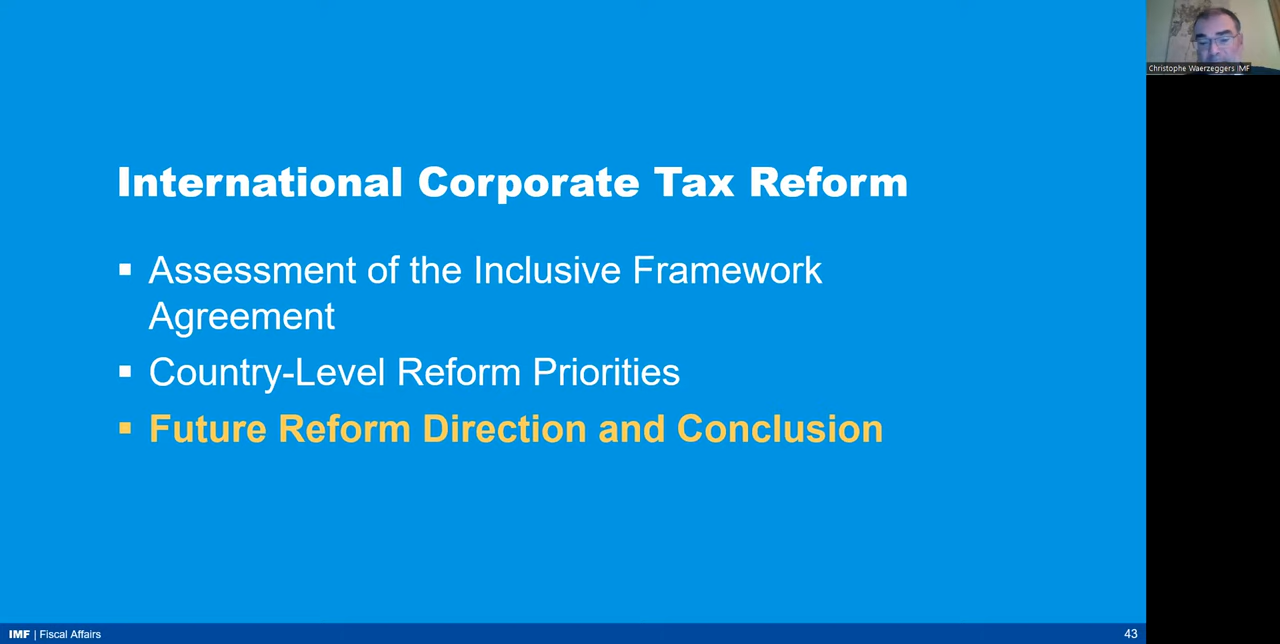 Christophe Waerzeggers IMF
International Corporate Tax Reform
▪ Assessment of the Inclusive Framework
Agreement
▪ Country-Level Reform Priorities
▪ Future Reform Direction and Conclusion
IMF | Fiscal Affairs
43